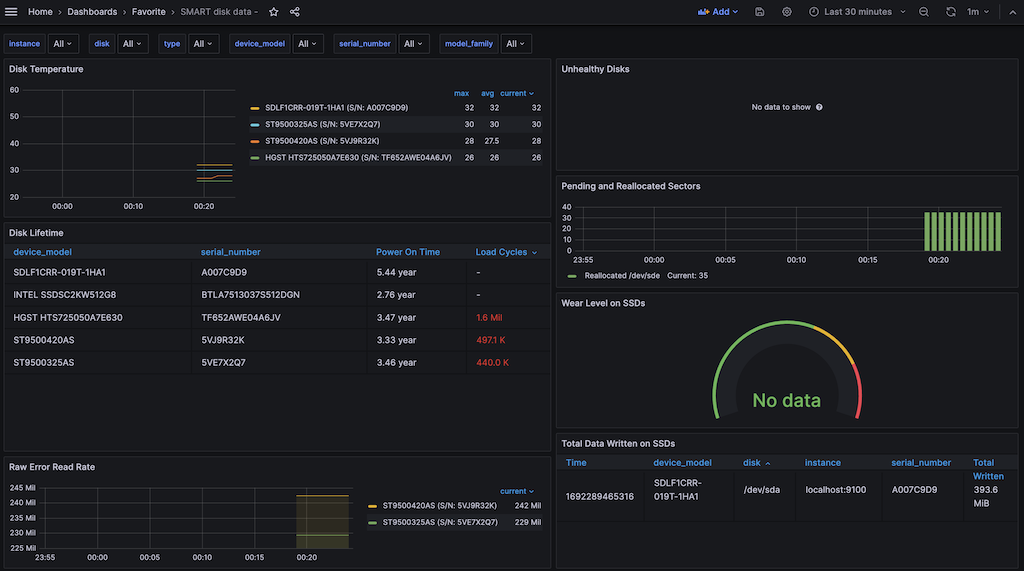 Home > Dashboards > Favorite > SMART disk data - Add Last 30 minutes 1m
instance All disk All type All device_model All serial_number All model_family All
Disk Temperature
60
50
40
30
20
00:00 00:10 00:20
max avg current
SDLF1CRR-019T-1HA1 (S/N: A007C9D9) 32 32 32
ST9500325AS (S/N: 5VE7X2Q7) 30 30 30
ST9500420AS (S/N: 5VJ9R32K) 28 27.5 28
HGST HTS725050A7E630 (S/N: TF652AWE04A6JV) 26 26 26
Unhealthy Disks
No data to show
Pending and Reallocated Sectors
40
30
20
10
0
23:55 00:00 00:05 00:10 00:15 00:20
Reallocated /dev/sde Current: 35
Disk Lifetime
device_model serial_number Power On Time Load Cycles
SDLF1CRR-019T-1HA1 A007C9D9 5.44 year -
INTEL SSDSC2KW512G8 BTLA7513037S512DGN 2.76 year -
HGST HTS725050A7E630 TF652AWE04A6JV 3.47 year 1.6 Mil
ST9500420AS 5VJ9R32K 3.33 year 497.1 K
ST9500325AS 5VE7X2Q7 3.46 year 440.0 K
Wear Level on SSDs
No data
Raw Error Read Rate
245 Mil
240 Mil
235 Mil
230 Mil
225 Mil
23:55 00:00 00:05 00:10 00:15 00:20
current
ST9500420AS (S/N: 5VJ9R32K) 242 Mil
ST9500325AS (S/N: 5VE7X2Q7) 229 Mil
Total Data Written on SSDs
Time device_model disk instance serial_number Total
Written
1692289465316 SDLF1CRR- /dev/sda localhost:9100 A007C9D9 393.6
019T-1HA1 MiB